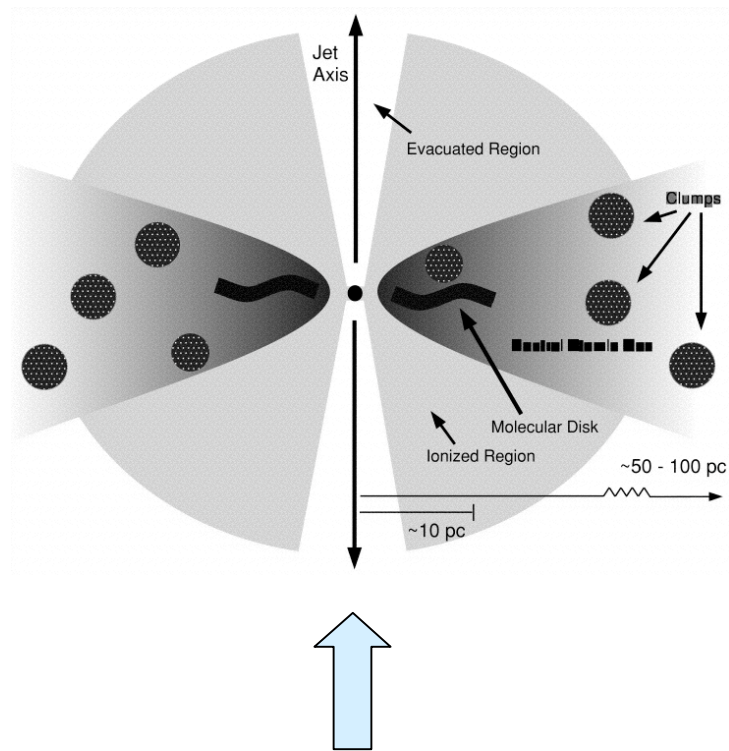 Jet
Axis
Evacuated Region
Clumps
Molecular Disk
Ionized Region
~50 - 100 pc
~10 pc